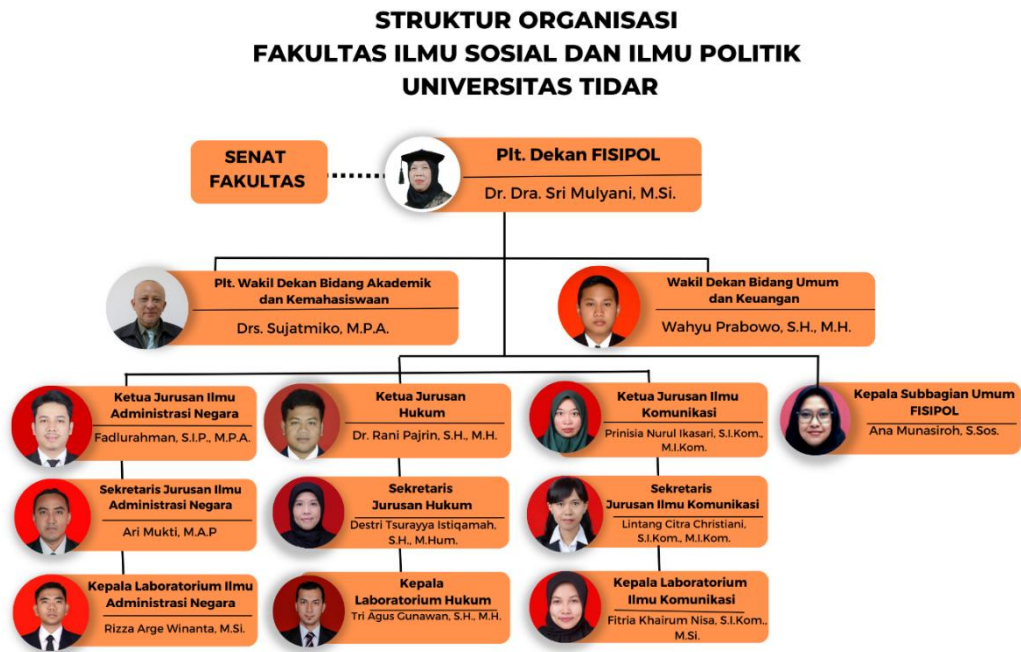 STRUKTUR ORGANISASI
FAKULTAS ILMU SOSIAL DAN ILMU POLITIK
UNIVERSITAS TIDAR
SENAT
FAKULTAS
Plt. Dekan FISIPOL
Dr. Dra. Sri Mulyani, M.Si.
Plt. Wakil Dekan Bidang Akademik
dan Kemahasiswaan
Drs. Sujatmiko, M.P.A.
Wakil Dekan Bidang Umum
dan Keuangan
Wahyu Prabowo, S.H., M.H.
Ketua Jurusan Ilmu
Administrasi Negara
Fadlurahman, S.I.P., M.P.A.
Ketua Jurusan
Hukum
Dr. Rani Pajrin, S.H., M.H.
Ketua Jurusan Ilmu
Komunikasi
Prinisia Nurul Ikasari, S.I.Kom.,
M.I.Kom.
Kepala Subbagian Umum
FISIPOL
Ana Munasiroh, S.Sos.
Sekretaris Jurusan Ilmu
Administrasi Negara
Ari Mukti, M.A.P
Sekretaris
Jurusan Hukum
Destri Tsurayya Istiqamah,
S.H., M.Hum.
Sekretaris
Jurusan Ilmu Komunikasi
Lintang Citra Christiani,
S.I.Kom., M.I.Kom.
Kepala Laboratorium Ilmu
Administrasi Negara
Rizza Arge Winanta, M.Si.
Kepala
Laboratorium Hukum
Tri Agus Gunawan, S.H., M.H.
Kepala Laboratorium
Ilmu Komunikasi
Fitria Khairum Nisa, S.I.Kom.,
M.Si.